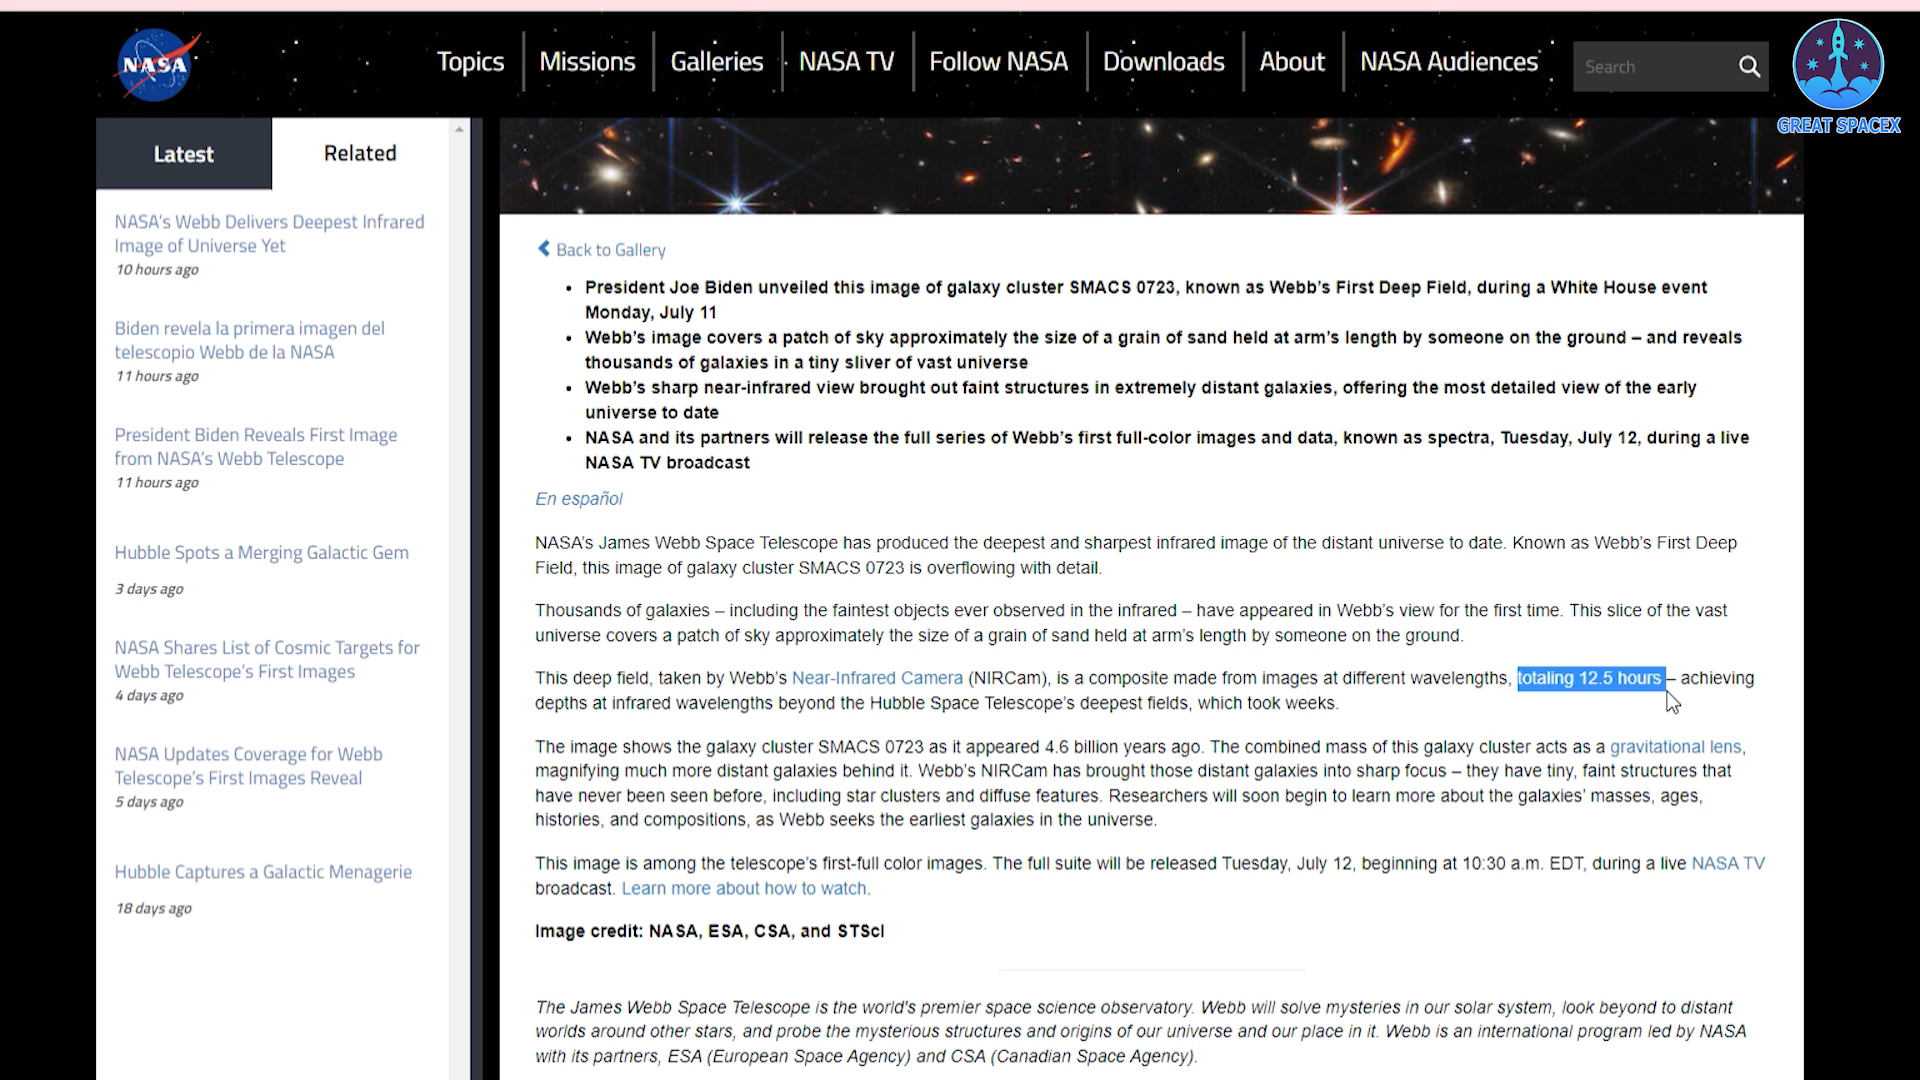 NASA
Topics
Missions
Galleries
NASA TV
Follow NASA
Downloads
About
NASA Audiences
Search
GREAT SPACEX
Latest
Related
NASA's Webb Delivers Deepest Infrared
Image of Universe Yet
10 hours ago
Biden revela la primera imagen del
telescopio Webb de la NASA
11 hours ago
President Biden Reveals First Image
from NASA's Webb Telescope
11 hours ago
Hubble Spots a Merging Galactic Gem
3 days ago
NASA Shares List of Cosmic Targets for
Webb Telescope's First Images
4 days ago
NASA Updates Coverage for Webb
Telescope's First Images Reveal
5 days ago
Hubble Captures a Galactic Menagerie
18 days ago
Back to Gallery
• President Joe Biden unveiled this image of galaxy cluster SMACS 0723, known as Webb's First Deep Field, during a White House event
Monday, July 11
• Webb's image covers a patch of sky approximately the size of a grain of sand held at arm's length by someone on the ground – and reveals
thousands of galaxies in a tiny sliver of vast universe
• Webb's sharp near-infrared view brought out faint structures in extremely distant galaxies, offering the most detailed view of the early
universe to date
• NASA and its partners will release the full series of Webb's first full-color images and data, known as spectra, Tuesday, July 12, during a live
NASA TV broadcast
En español
NASA's James Webb Space Telescope has produced the deepest and sharpest infrared image of the distant universe to date. Known as Webb's First Deep
Field, this image of galaxy cluster SMACS 0723 is overflowing with detail.
Thousands of galaxies – including the faintest objects ever observed in the infrared – have appeared in Webb's view for the first time. This slice of the vast
universe covers a patch of sky approximately the size of a grain of sand held at arm's length by someone on the ground.
This deep field, taken by Webb's Near-Infrared Camera (NIRCam), is a composite made from images at different wavelengths, totaling 12.5 hours – achieving
depths at infrared wavelengths beyond the Hubble Space Telescope's deepest fields, which took weeks.
The image shows the galaxy cluster SMACS 0723 as it appeared 4.6 billion years ago. The combined mass of this galaxy cluster acts as a gravitational lens,
magnifying much more distant galaxies behind it. Webb's NIRCam has brought those distant galaxies into sharp focus – they have tiny, faint structures that
have never been seen before, including star clusters and diffuse features. Researchers will soon begin to learn more about the galaxies' masses, ages,
histories, and compositions, as Webb seeks the earliest galaxies in the universe.
This image is among the telescope's first-full color images. The full suite will be released Tuesday, July 12, beginning at 10:30 a.m. EDT, during a live NASA TV
broadcast. Learn more about how to watch.
Image credit: NASA, ESA, CSA, and STScI
The James Webb Space Telescope is the world's premier space science observatory. Webb will solve mysteries in our solar system, look beyond to distant
worlds around other stars, and probe the mysterious structures and origins of our universe and our place in it. Webb is an international program led by NASA
with its partners, ESA (European Space Agency) and CSA (Canadian Space Agency).